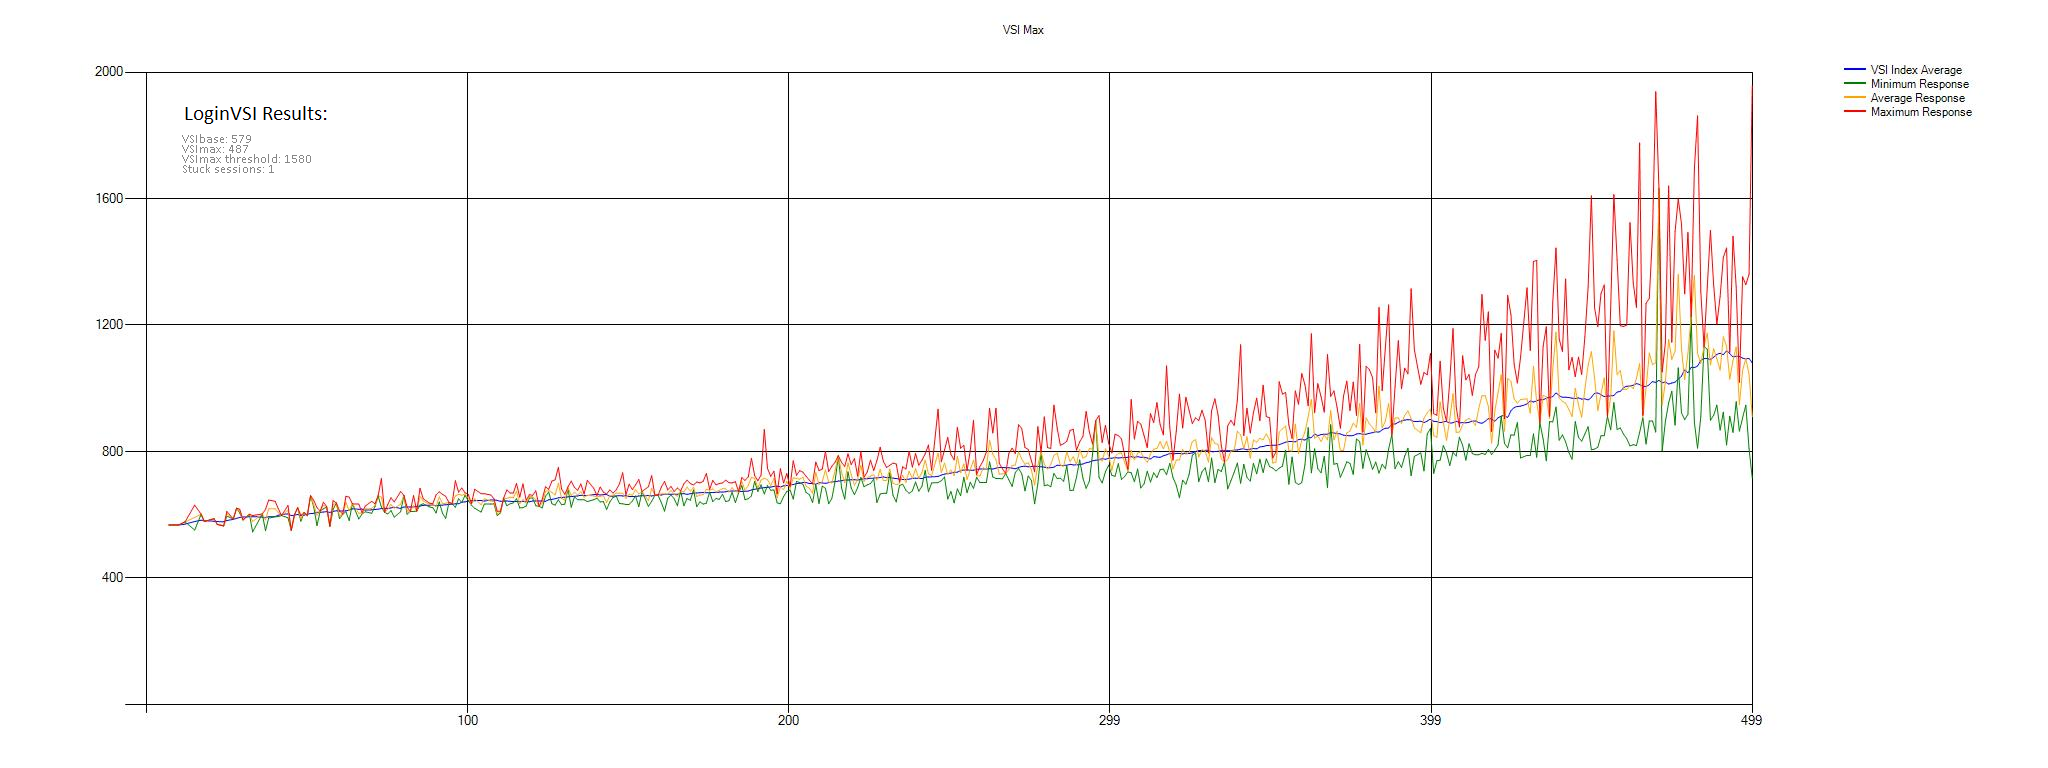 VSI Max
2000
1600
1200
800
400
LoginVSI Results:
VSIbase: 579
VSImax: 487
VSImax threshold: 1580
Stuck sessions: 1
VSI Index Average
Minimum Response
Average Response
Maximum Response
100
200
299
399
499